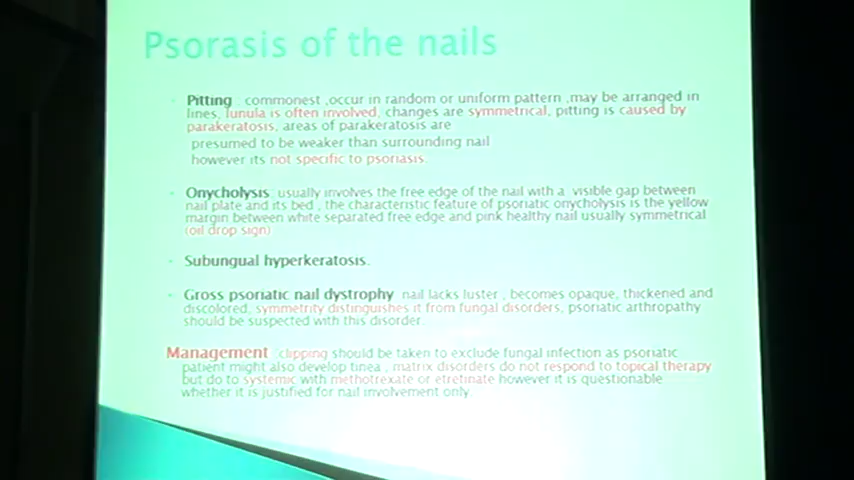 Psorasis of the nails
Pitting : commonest ,occur in random or uniform pattern ,may be arranged in
lines, lunula is often involved, changes are symmetrical, pitting is caused by
parakeratosis, areas of parakeratosis are
presumed to be weaker than surrounding nail
however its not specific to psoriasis.
Onycholysis: usually involves the free edge of the nail with a visible gap between
nail plate and its bed , the characteristic feature of psoriatic onycholysis is the yellow
margin between white separated free edge and pink healthy nail usually symmetrical
(oil drop sign)
Subungual hyperkeratosis.
Gross psoriatic nail dystrophy: nail lacks luster , becomes opaque, thickened and
discolored, symmetrity distinguishes it from fungal disorders, psoriatic arthropathy
should be suspected with this disorder.
Management : clipping should be taken to exclude fungal infection as psoriatic
patient might also develop tinea , matrix disorders do not respond to topical therapy
but do to systemic with methotrexate or etretinate however it is questionable
whether it is justified for nail involvement only.